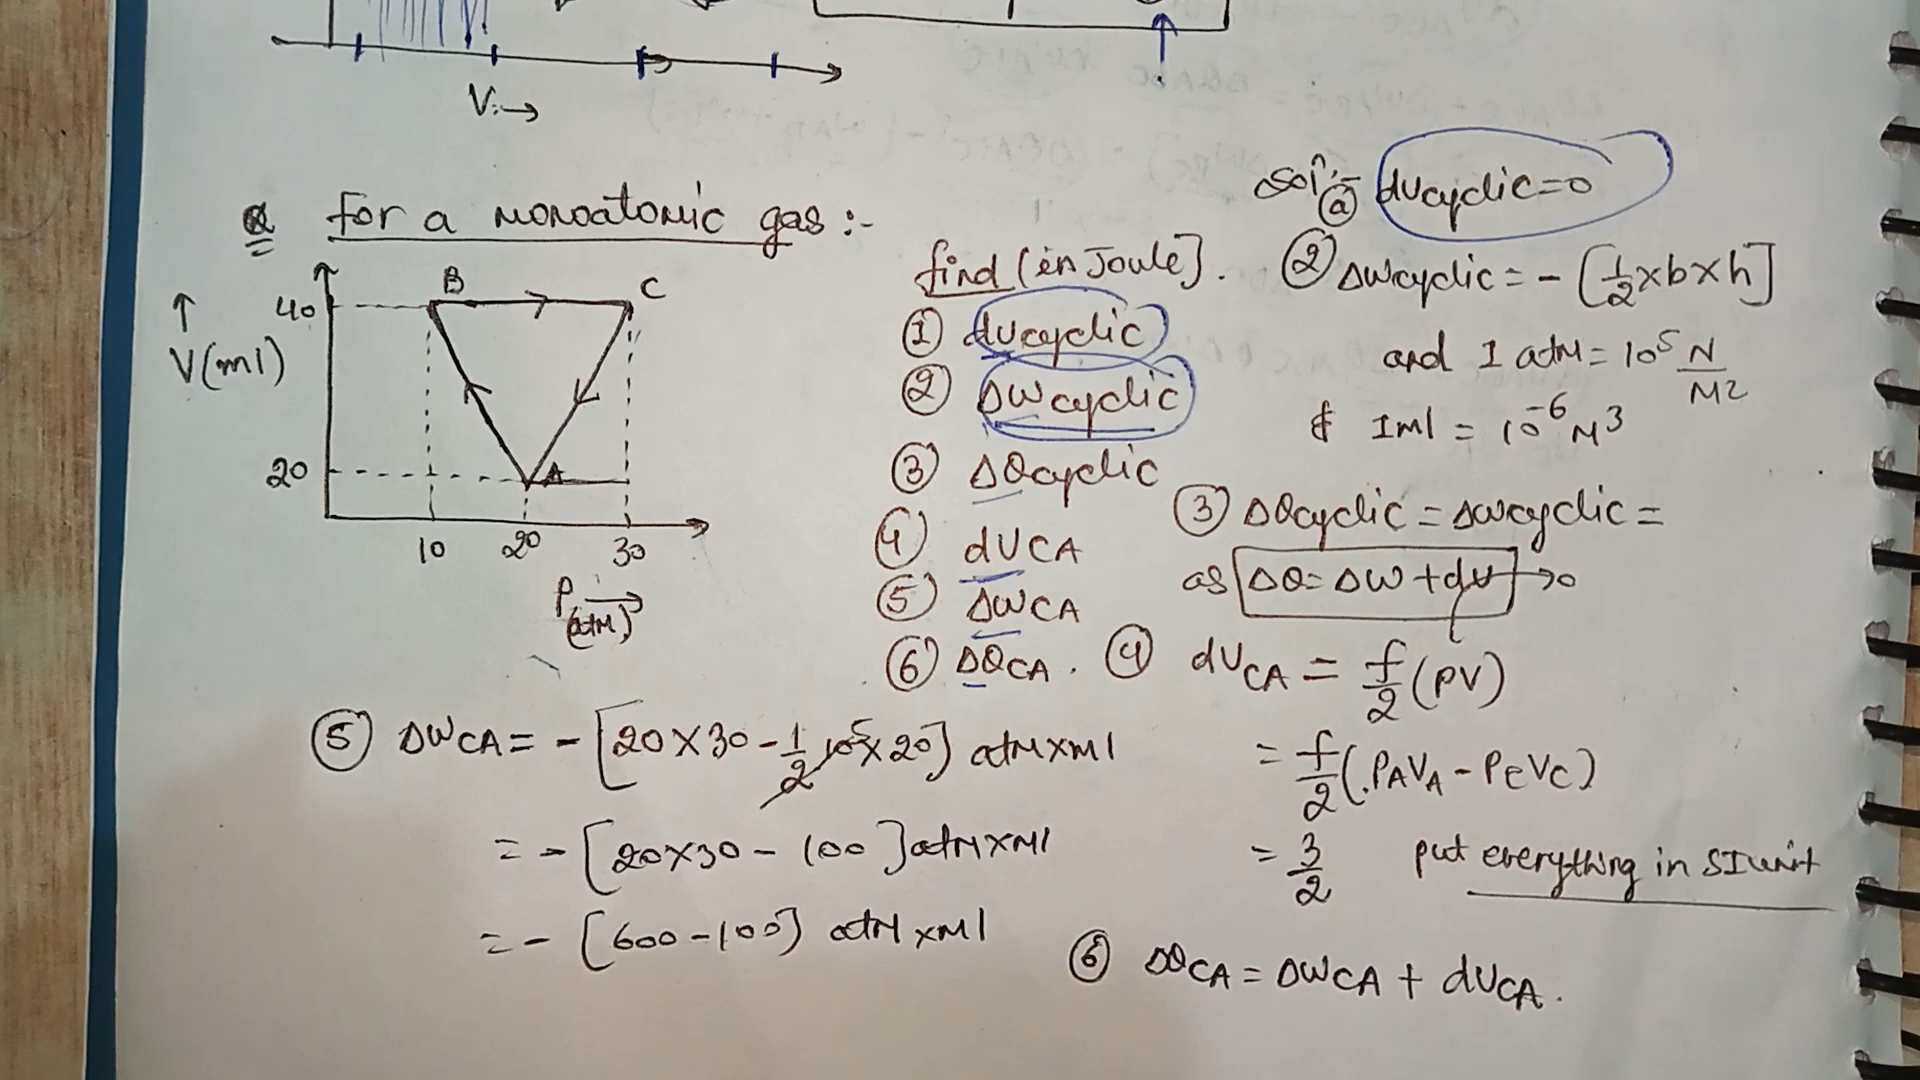 V→
Q for a monoatomic gas :-
B
C
40
↑
V(ml)
20
A
10 20 30
P→
(atm)
find (in Joule).
① dUcyclic
② ΔWcyclic
③ ΔQcyclic
④ dUCA
⑤ ΔWCA
⑥ ΔQCA.
Solⁿ:- ⓐ dUcyclic=0
② ΔWcyclic = - [1/2 × b × h]
and 1 atm = 10⁵ N/M2
& 1ml = 10⁻⁶ M³
③ ΔQcyclic = ΔWcyclic =
as ΔQ = ΔW + dU → 0
④ dUCA = f/2 (PV)
= f/2 (PAVA - PCVC)
= 3/2 put everything in SI unit
⑤ ΔWCA = - [20×30 - 1/2 10×20] atm×ml
= - [20×30 - 100] atm×ml
= - [600-100] atm×ml
⑥ ΔQCA = ΔWCA + dUCA.